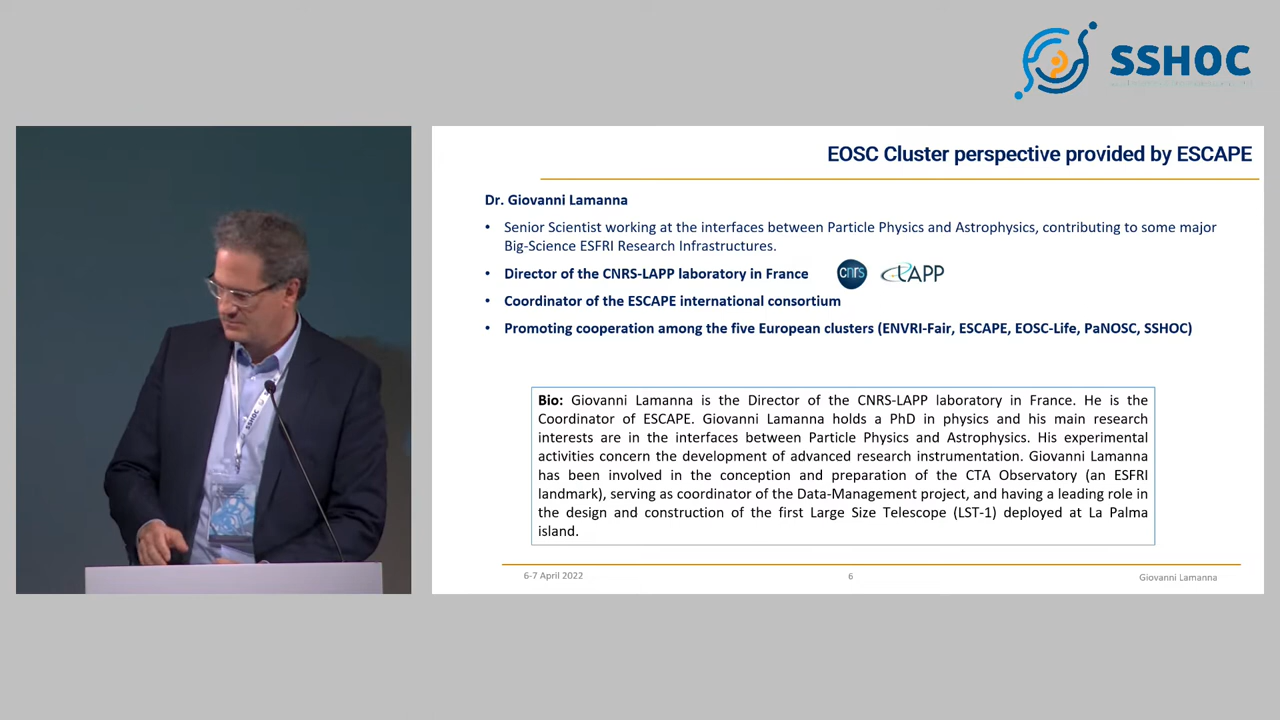 SSHOC
EOSC Cluster perspective provided by ESCAPE
Dr. Giovanni Lamanna
• Senior Scientist working at the interfaces between Particle Physics and Astrophysics, contributing to some major
Big-Science ESFRI Research Infrastructures.
• Director of the CNRS-LAPP laboratory in France
cnrs LAPP
• Coordinator of the ESCAPE international consortium
• Promoting cooperation among the five European clusters (ENVRI-Fair, ESCAPE, EOSC-Life, PaNOSC, SSHOC)
Bio: Giovanni Lamanna is the Director of the CNRS-LAPP laboratory in France. He is the
Coordinator of ESCAPE. Giovanni Lamanna holds a PhD in physics and his main research
interests are in the interfaces between Particle Physics and Astrophysics. His experimental
activities concern the development of advanced research instrumentation. Giovanni Lamanna
has been involved in the conception and preparation of the CTA Observatory (an ESFRI
landmark), serving as coordinator of the Data-Management project, and having a leading role in
the design and construction of the first Large Size Telescope (LST-1) deployed at La Palma
island.
6-7 April 2022
6
Giovanni Lamanna
SSHOC